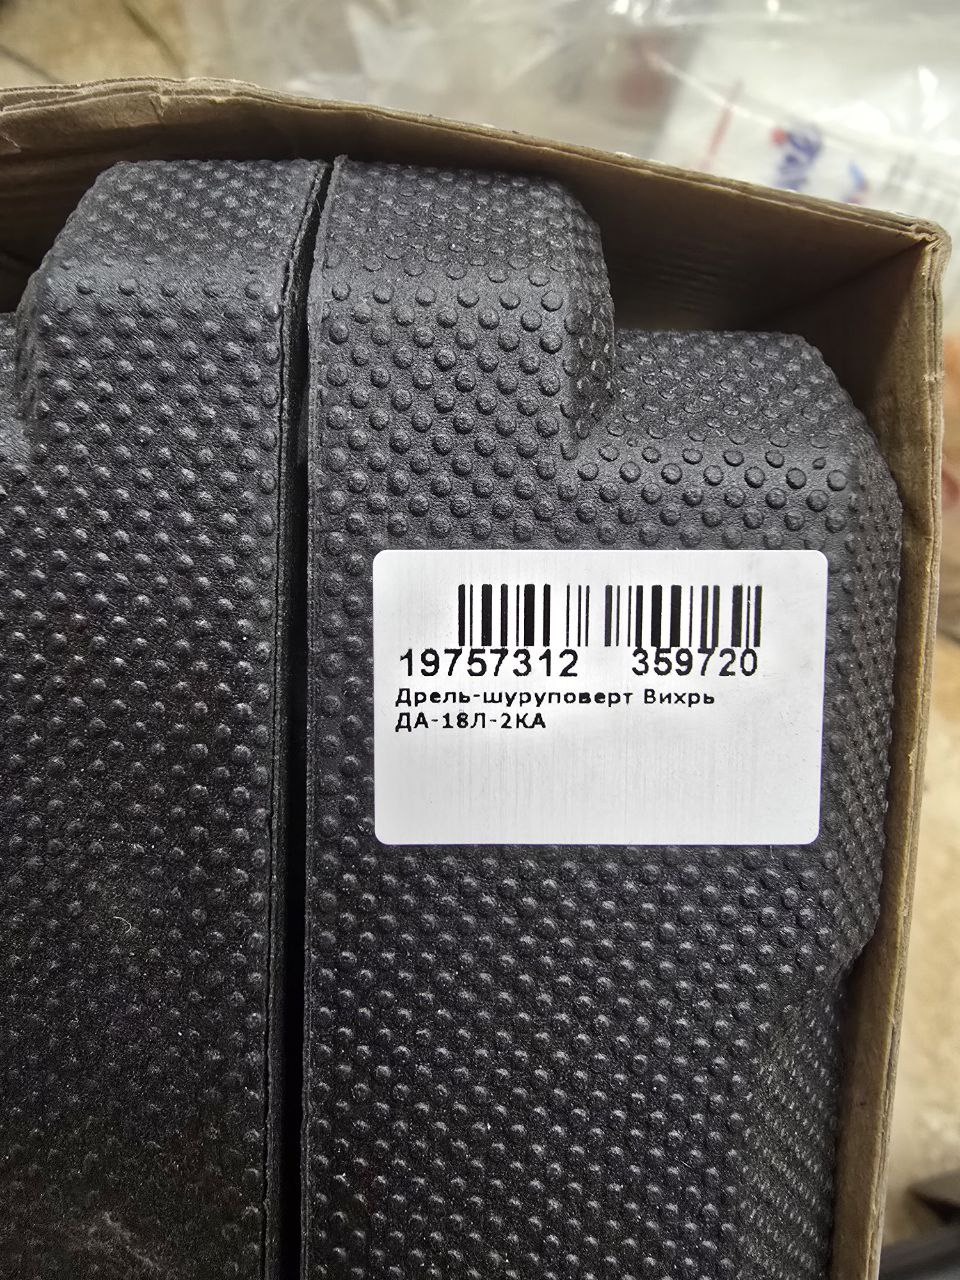 19757312 359720
Дрель-шуруповерт Вихрь
ДА-18Л-2КА